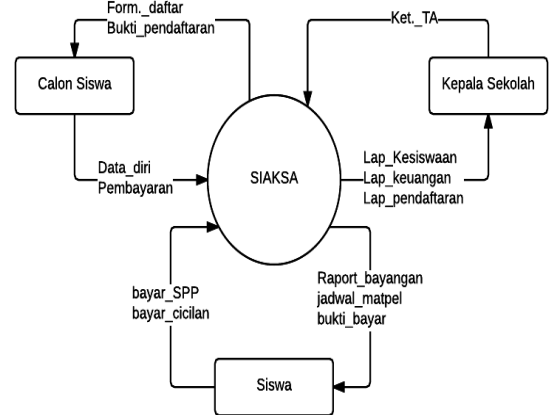 Form._daftar
Bukti_pendaftaran
Ket._TA
Calon Siswa
Kepala Sekolah
Data_diri
Pembayaran
SIAKSA
Lap_Kesiswaan
Lap_keuangan
Lap_pendaftaran
bayar_SPP
bayar_cicilan
Raport_bayangan
jadwal_matpel
bukti_bayar
Siswa